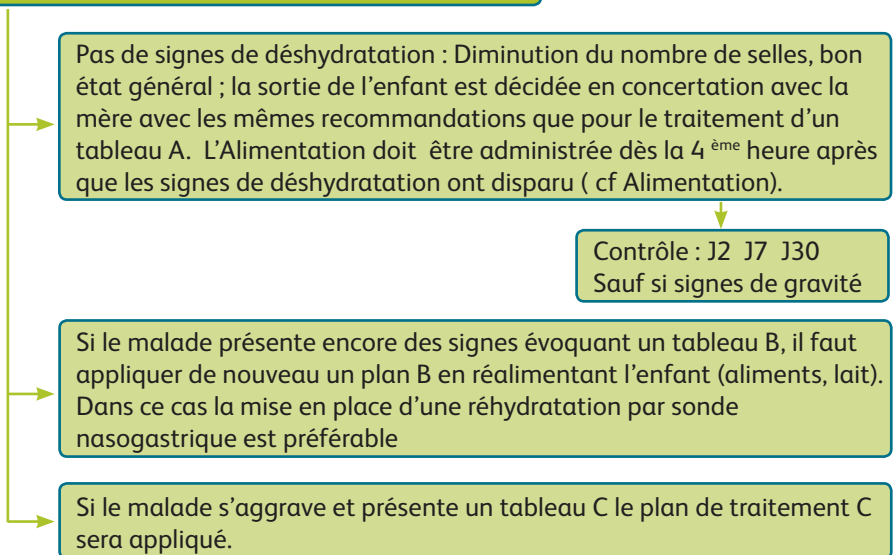 Pas de signes de déshydratation : Diminution du nombre de selles, bon
état général ; la sortie de l'enfant est décidée en concertation avec la
mère avec les mêmes recommandations que pour le traitement d'un
tableau A.  L'Alimentation doit  être administrée dès la 4 ème heure après
que les signes de déshydratation ont disparu ( cf Alimentation).
Contrôle : J2  J7  J30
Sauf si signes de gravité
Si le malade présente encore des signes évoquant un tableau B, il faut
appliquer de nouveau un plan B en réalimentant l'enfant (aliments, lait).
Dans ce cas la mise en place d'une réhydratation par sonde
nasogastrique est préférable
Si le malade s'aggrave et présente un tableau C le plan de traitement C
sera appliqué.